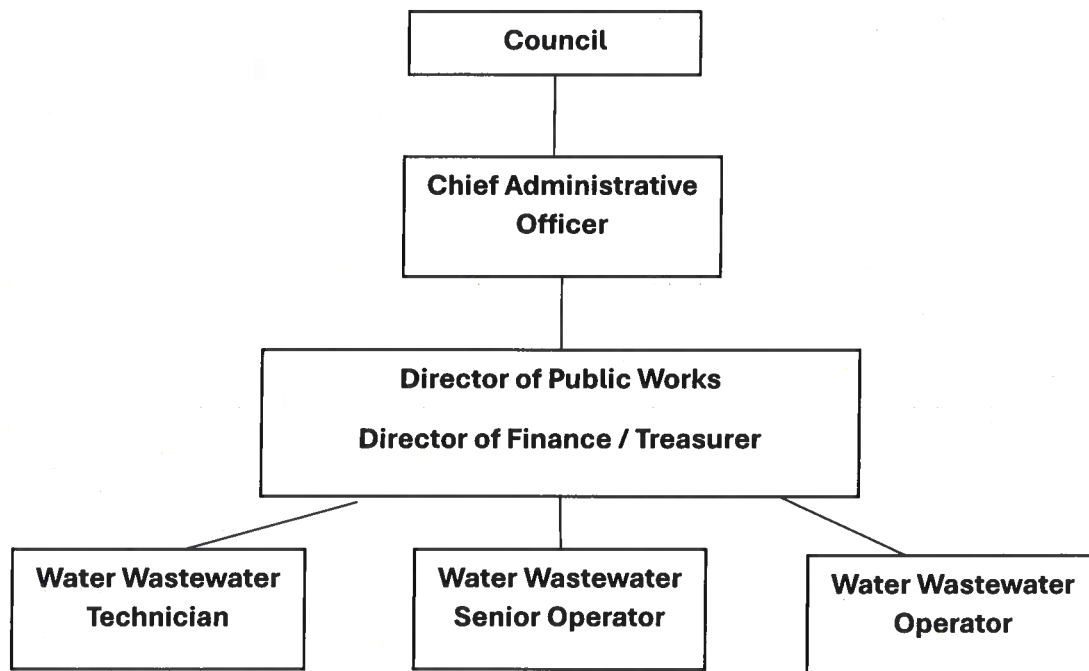 Council
Chief Administrative
Officer
Director of Public Works
Director of Finance / Treasurer
Water Wastewater
Technician
Water Wastewater
Senior Operator
Water Wastewater
Operator